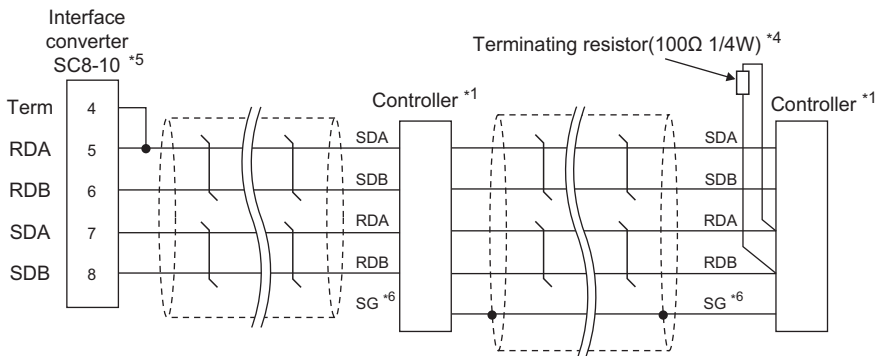 Interface
converter
SC8-10 *5
Terminating resistor(100Ω 1/4W) *4
Controller *1
Controller *1
Term 4
RDA 5
RDB 6
SDA 7
SDB 8
SDA
SDB
RDA
RDB
SG *6
SDA
SDB
RDA
RDB
SG *6